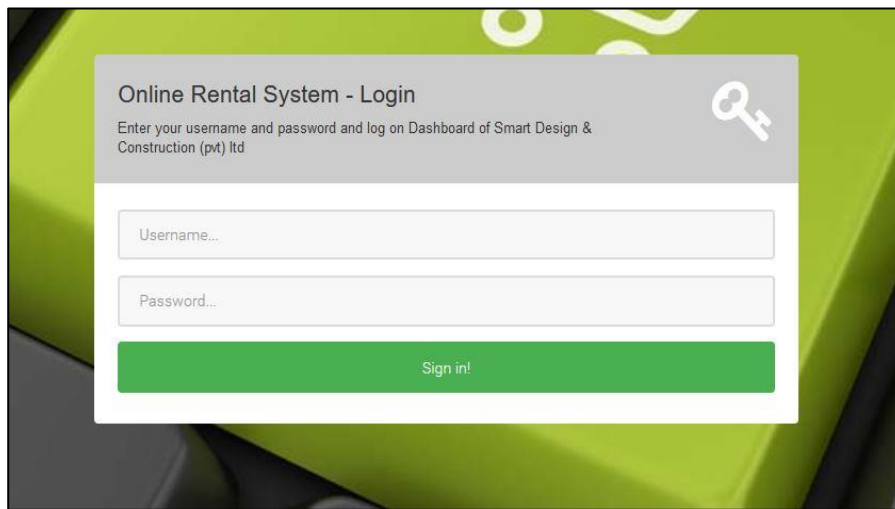 Online Rental System - Login
Enter your username and password and log on Dashboard of Smart Design &
Construction (pvt) ltd
Username...
Password...
Sign in!